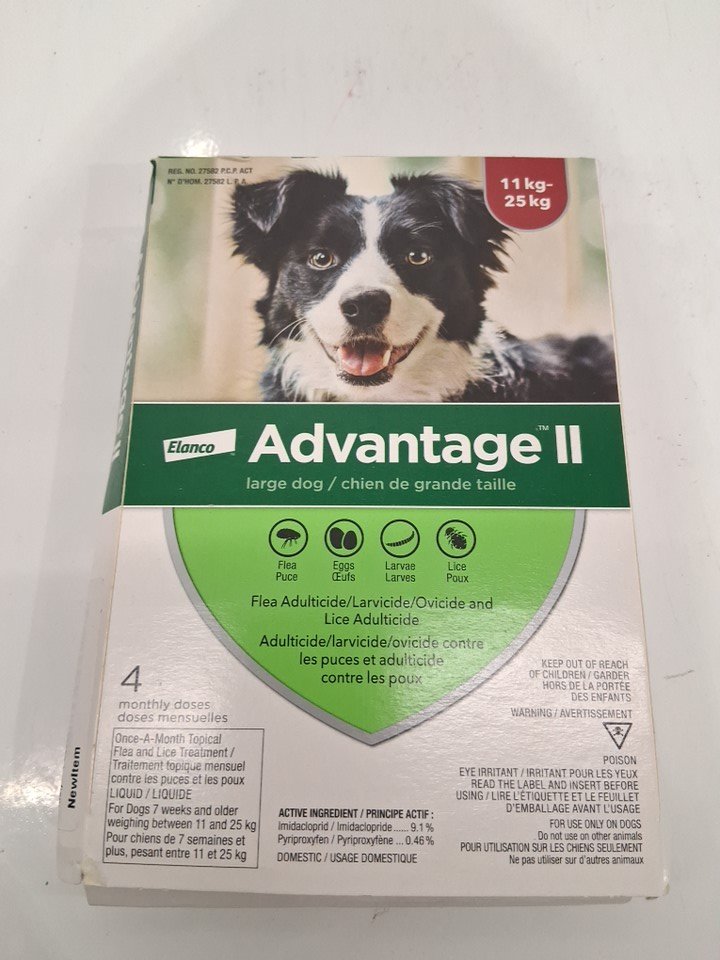 REG. NO. 27582 P.C.P. ACT
N° D'HOM. 27582 L.P.A.
11 kg-
25 kg
Elanco
Advantage™ II
large dog / chien de grande taille
Flea
Puce
Eggs
Œufs
Larvae
Larves
Lice
Poux
Flea Adulticide/Larvicide/Ovicide and
Lice Adulticide
Adulticide/larvicide/ovicide contre
les puces et adulticide
contre les poux
4
monthly doses
doses mensuelles
Once-A-Month Topical
Flea and Lice Treatment /
Traitement topique mensuel
contre les puces et les poux
LIQUID / LIQUIDE
For Dogs 7 weeks and older
weighing between 11 and 25 kg
Pour chiens de 7 semaines et
plus, pesant entre 11 et 25 kg
NewItem
ACTIVE INGREDIENT / PRINCIPE ACTIF :
Imidacloprid / Imidaclopride...... 9.1 %
Pyriproxyfen / Pyriproxyfène ... 0.46 %
DOMESTIC / USAGE DOMESTIQUE
KEEP OUT OF REACH
OF CHILDREN / GARDER
HORS DE LA PORTÉE
DES ENFANTS
WARNING / AVERTISSEMENT
POISON
EYE IRRITANT / IRRITANT POUR LES YEUX
READ THE LABEL AND INSERT BEFORE
USING / LIRE L'ÉTIQUETTE ET LE FEUILLET
D'EMBALLAGE AVANT L'USAGE
FOR USE ONLY ON DOGS
Do not use on other animals
POUR UTILISATION SUR LES CHIENS SEULEMENT
Ne pas utiliser sur d'autres animaux